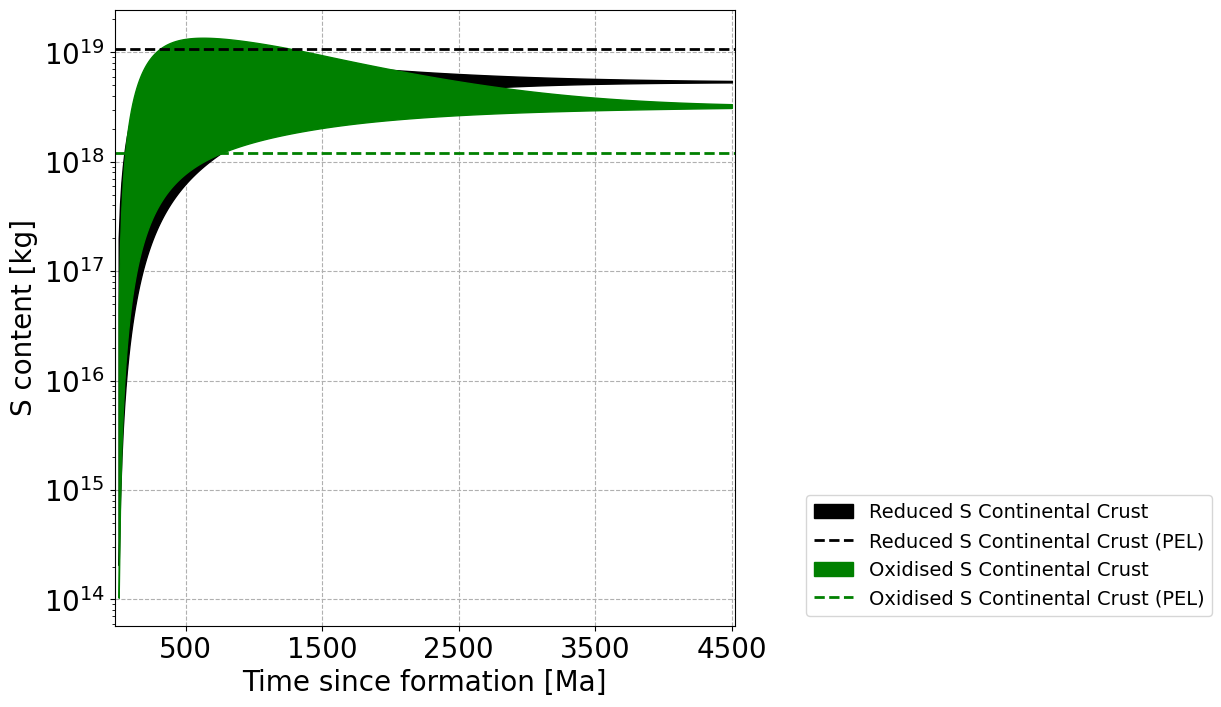 S content [kg]
10^19
10^18
10^17
10^16
10^15
10^14
500 1500 2500 3500 4500
Time since formation [Ma]
Reduced S Continental Crust
Reduced S Continental Crust (PEL)
Oxidised S Continental Crust
Oxidised S Continental Crust (PEL)